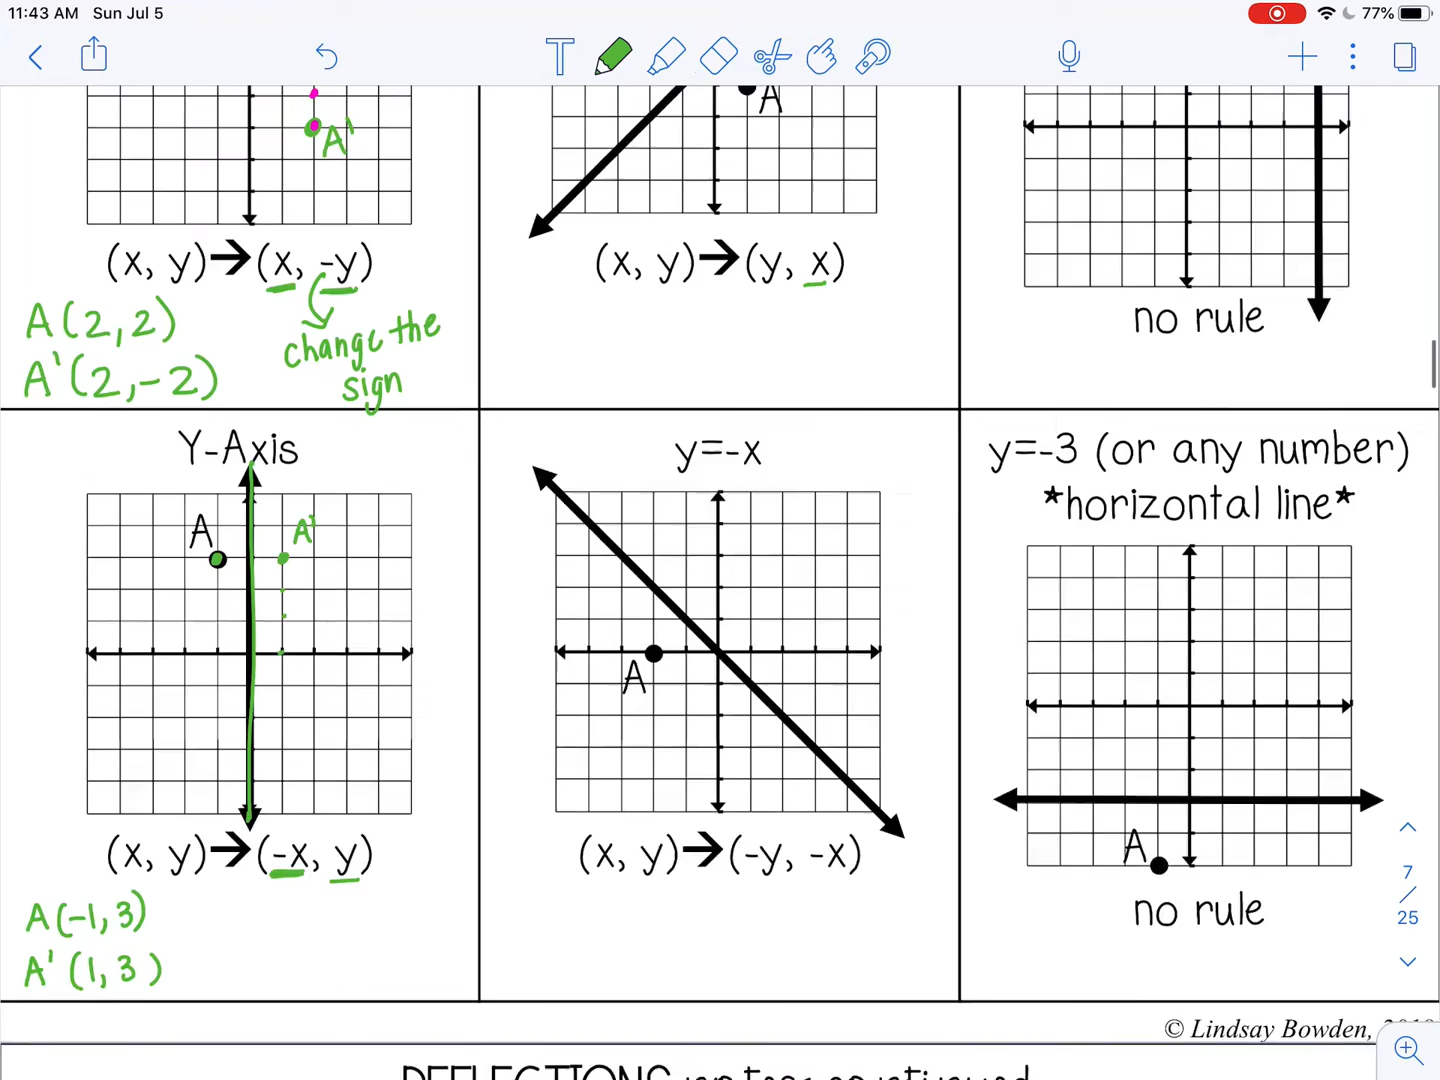 11:43 AM Sun Jul 5
77%
T
A'
(x, y)→(x, -y)
A(2,2)
A'(2,-2)
change the
sign
A
(x, y)→(y, x)
no rule
Y-Axis
A
A'
(x, y)→(-x, y)
A(-1,3)
A'(1,3)
y=-x
A
(x, y)→(-y, -x)
y=-3 (or any number)
*horizontal line*
A
no rule
7
/
25
© Lindsay Bowden,